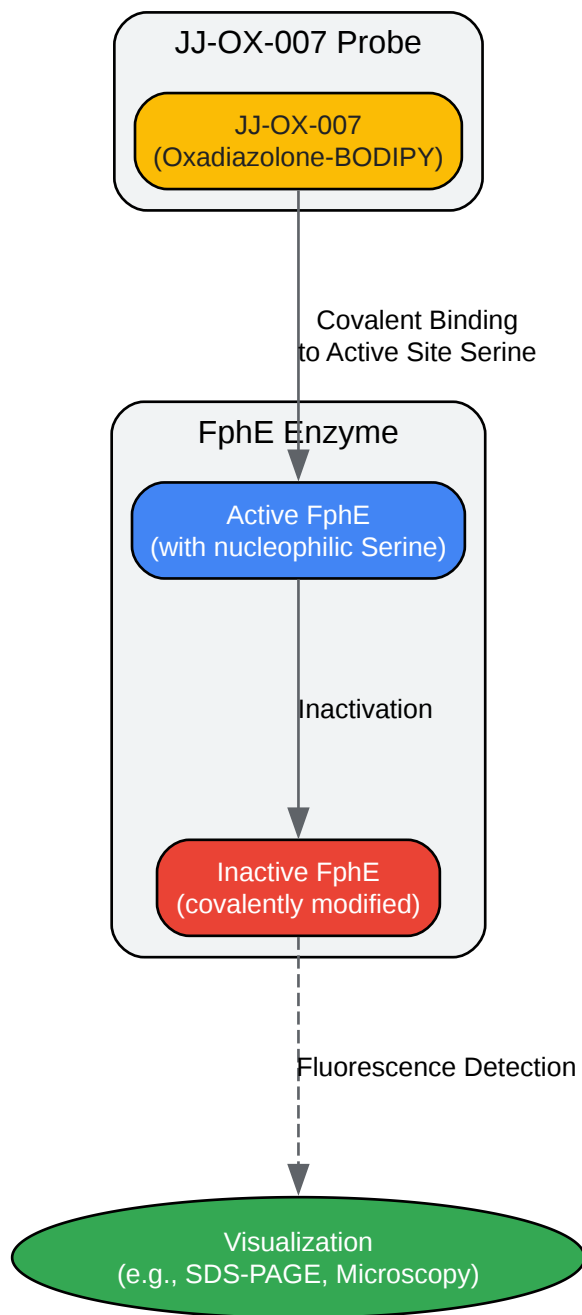 JJ-OX-007 Probe
JJ-OX-007
(Oxadiazolone-BODIPY)
Covalent Binding
to Active Site Serine
FphE Enzyme
Active FphE
(with nucleophilic Serine)
Inactivation
Inactive FphE
(covalently modified)
Fluorescence Detection
Visualization
(e.g., SDS-PAGE, Microscopy)